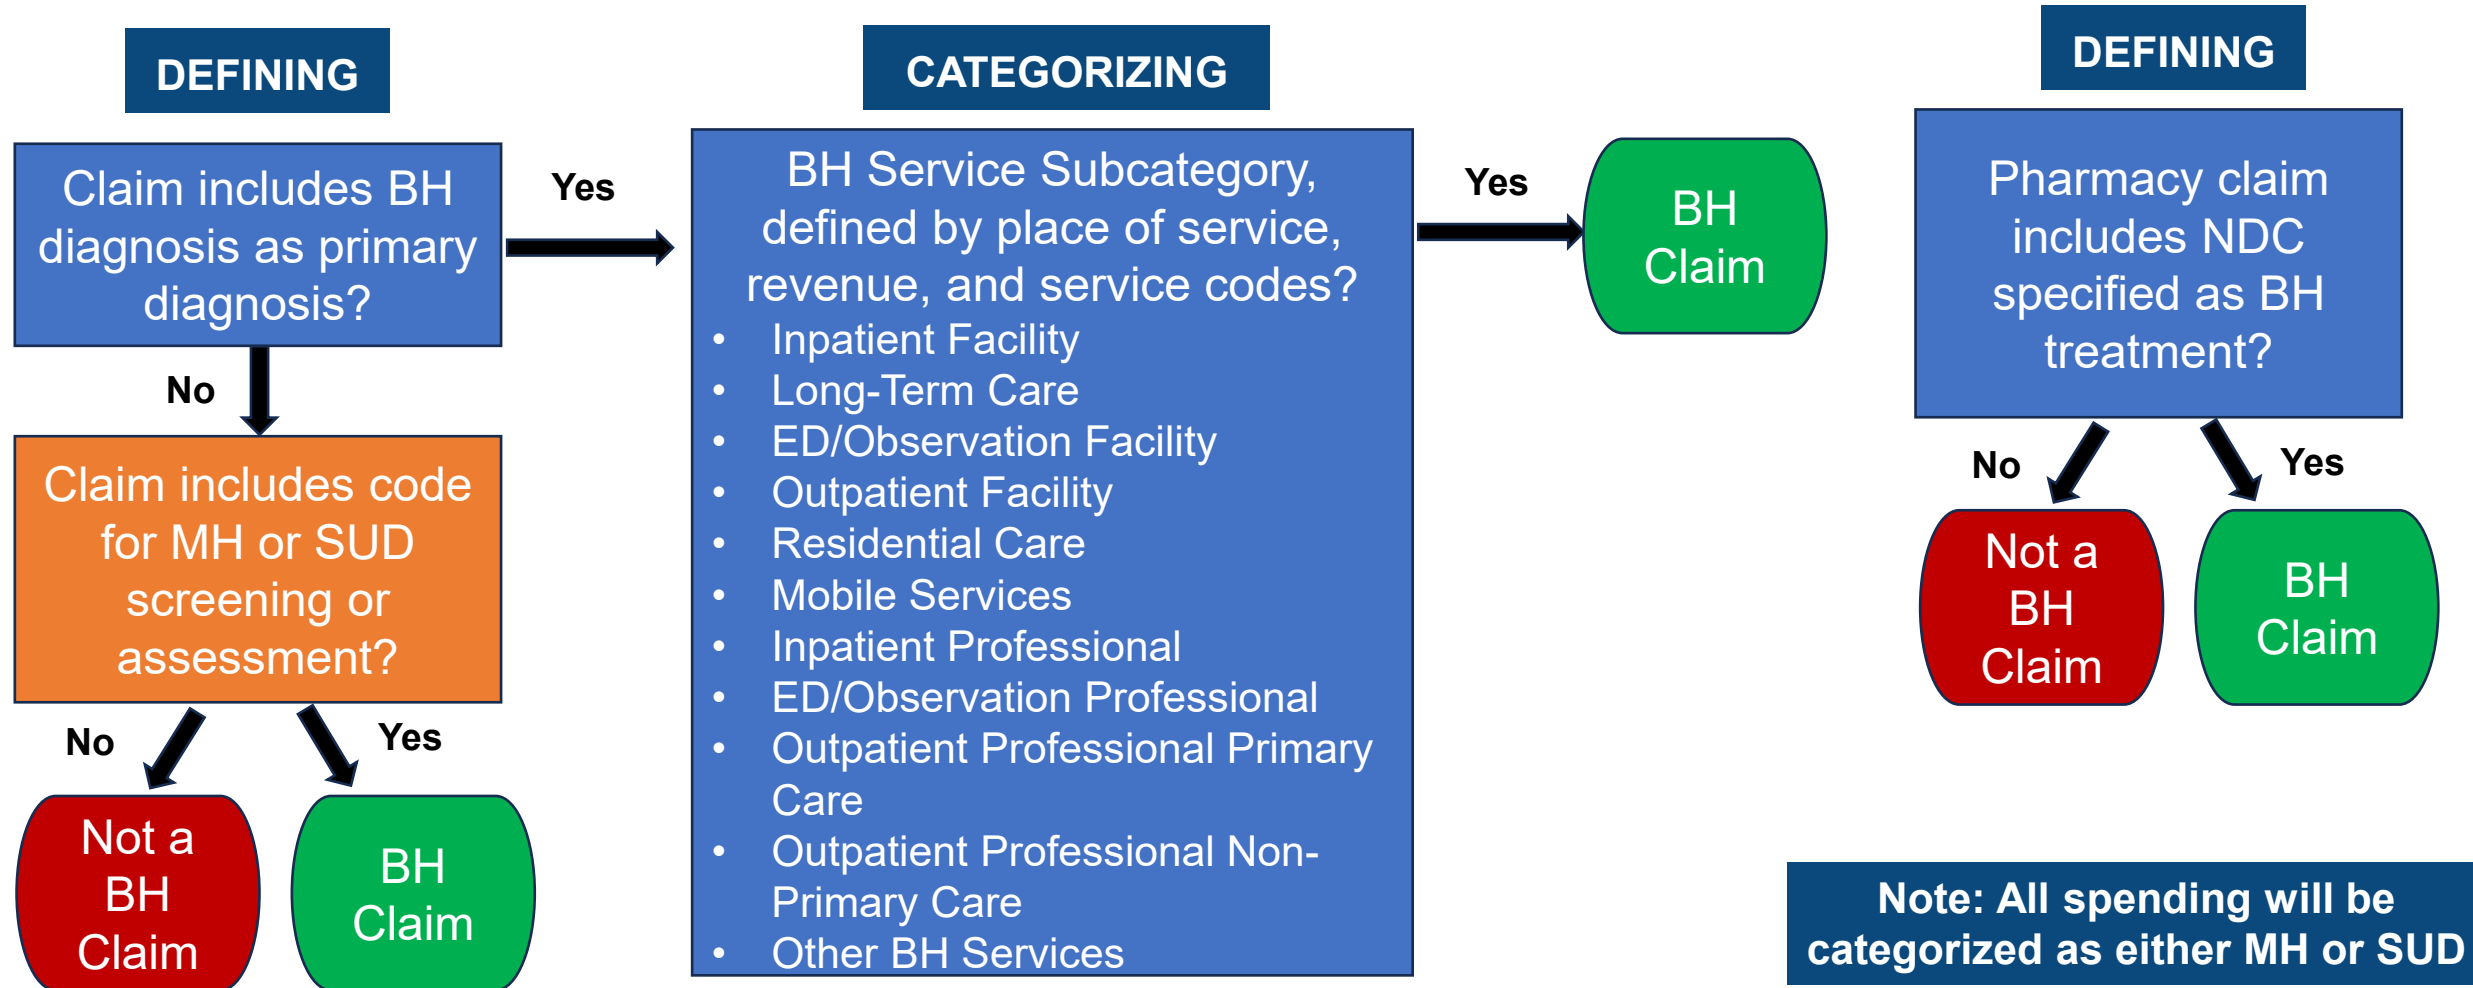 DEFINING
Claim includes BH
diagnosis as primary
diagnosis?
Yes
No
Claim includes code
for MH or SUD
screening or
assessment?
No
Yes
Not a
BH
Claim
BH
Claim
CATEGORIZING
BH Service Subcategory,
defined by place of service,
revenue, and service codes?
• Inpatient Facility
• Long-Term Care
• ED/Observation Facility
• Outpatient Facility
• Residential Care
• Mobile Services
• Inpatient Professional
• ED/Observation Professional
• Outpatient Professional Primary
Care
• Outpatient Professional Non-
Primary Care
• Other BH Services
Yes
BH
Claim
DEFINING
Pharmacy claim
includes NDC
specified as BH
treatment?
No
Yes
Not a
BH
Claim
BH
Claim
Note: All spending will be
categorized as either MH or SUD